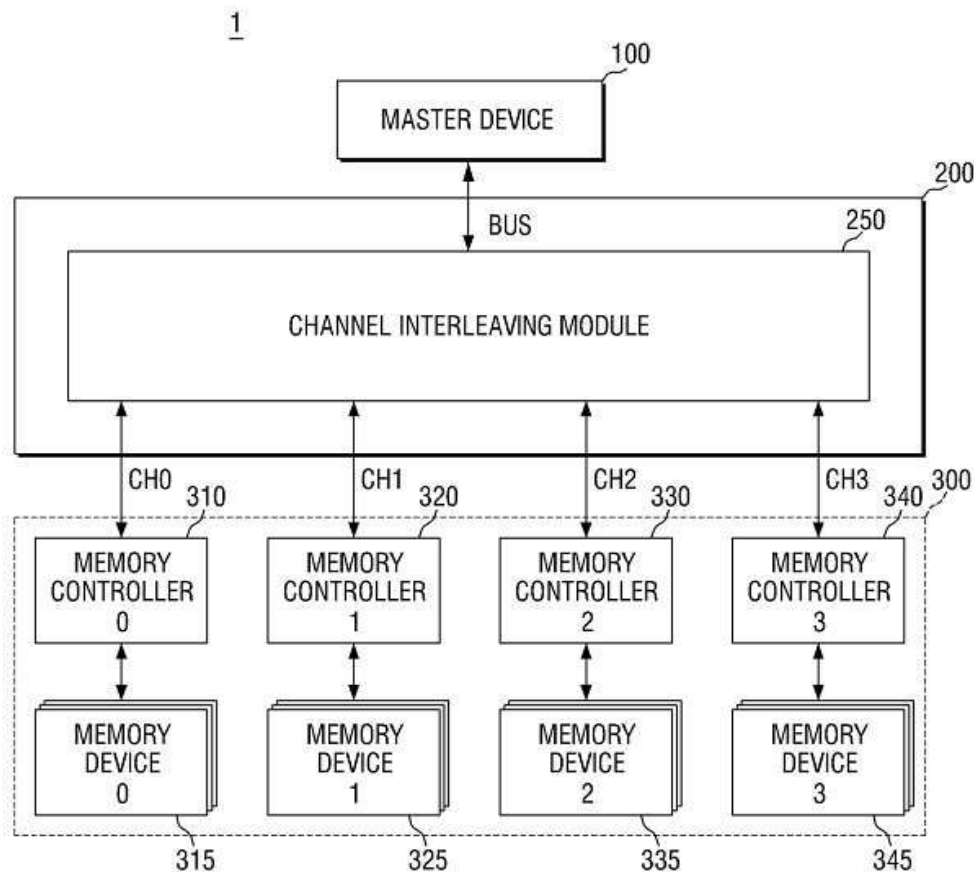 1
100
MASTER DEVICE
200
BUS
250
CHANNEL INTERLEAVING MODULE
CH0
CH1
CH2
CH3
310
320
330
340
300
MEMORY
CONTROLLER
0
MEMORY
CONTROLLER
1
MEMORY
CONTROLLER
2
MEMORY
CONTROLLER
3
MEMORY
DEVICE
0
MEMORY
DEVICE
1
MEMORY
DEVICE
2
MEMORY
DEVICE
3
315
325
335
345